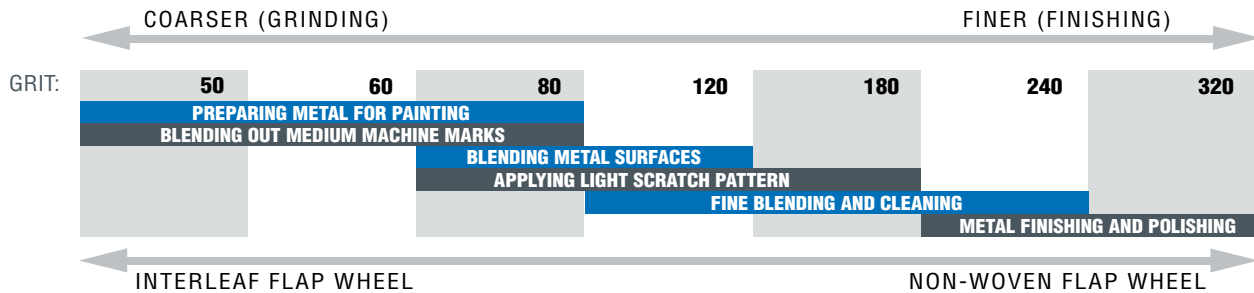 COARSER (GRINDING) FINER (FINISHING)
GRIT: 50 60 80 120 180 240 320
PREPARING METAL FOR PAINTING
BLENDING OUT MEDIUM MACHINE MARKS
BLENDING METAL SURFACES
APPLYING LIGHT SCRATCH PATTERN
FINE BLENDING AND CLEANING
METAL FINISHING AND POLISHING
INTERLEAF FLAP WHEEL NON-WOVEN FLAP WHEEL